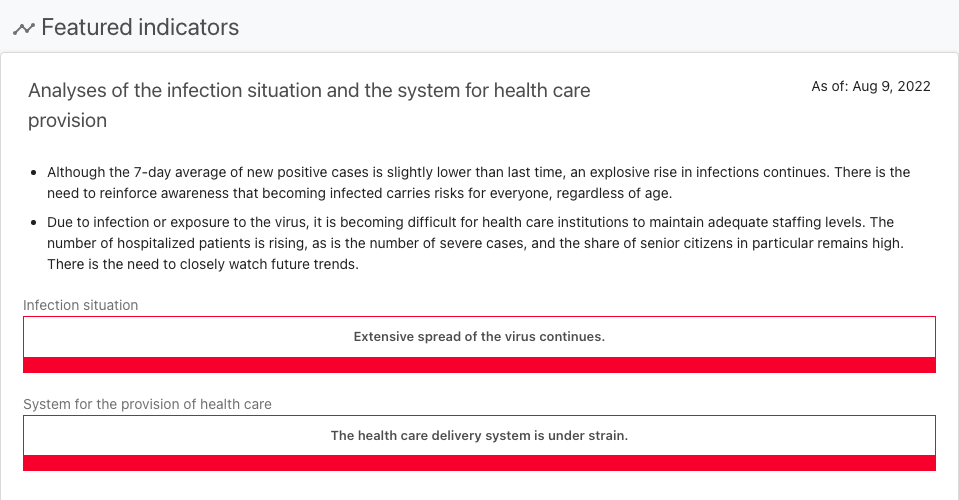 Featured indicators
Analyses of the infection situation and the system for health care
provision
As of: Aug 9, 2022
Although the 7-day average of new positive cases is slightly lower than last time, an explosive rise in infections continues. There is the
need to reinforce awareness that becoming infected carries risks for everyone, regardless of age.
Due to infection or exposure to the virus, it is becoming difficult for health care institutions to maintain adequate staffing levels. The
number of hospitalized patients is rising, as is the number of severe cases, and the share of senior citizens in particular remains high.
There is the need to closely watch future trends.
Infection situation
Extensive spread of the virus continues.
System for the provision of health care
The health care delivery system is under strain.